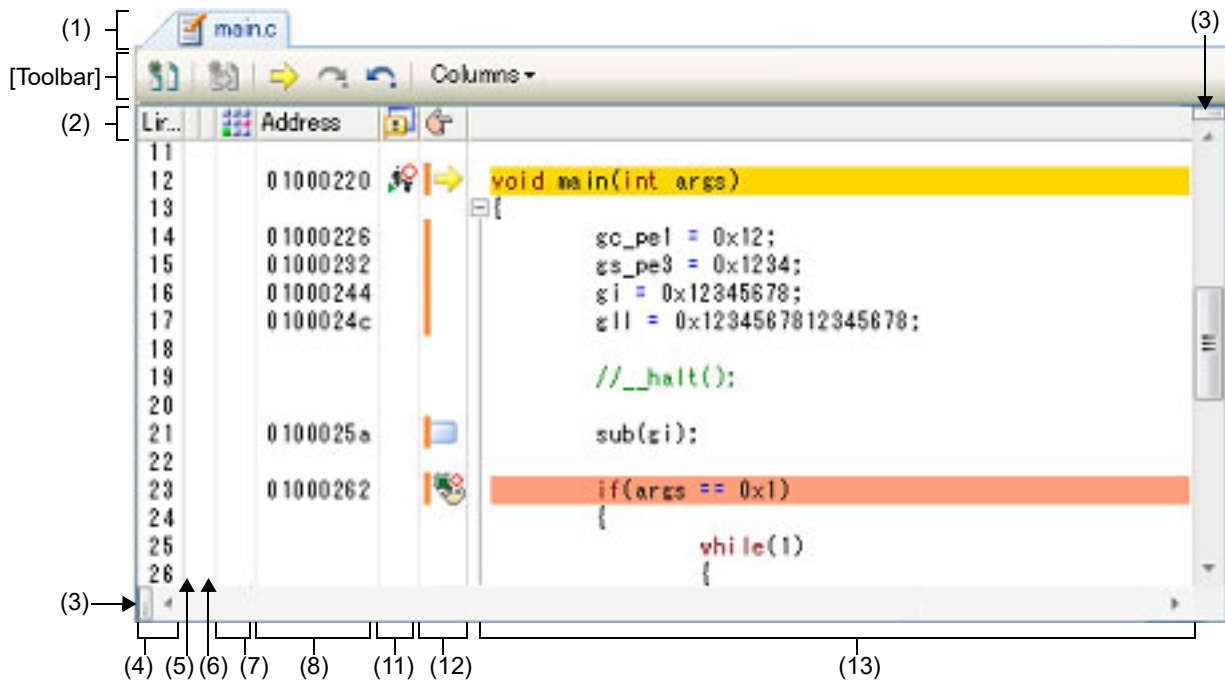 (1) main.c (3)
[Toolbar] Columns
(2) Lir... Address
11
12 01000220 void main(int args)
13 {
14 01000226 gc_pe1 = 0x12;
15 01000232 gs_pe3 = 0x1234;
16 01000244 gi = 0x12345678;
17 0100024c gll = 0x1234567812345678;
18
19 //__halt();
20
21 0100025a sub(gi);
22
23 01000262 if(args == 0x1)
24 {
25 while(1)
26 {
(3)
(4) (5) (6) (7) (8) (11) (12) (13)